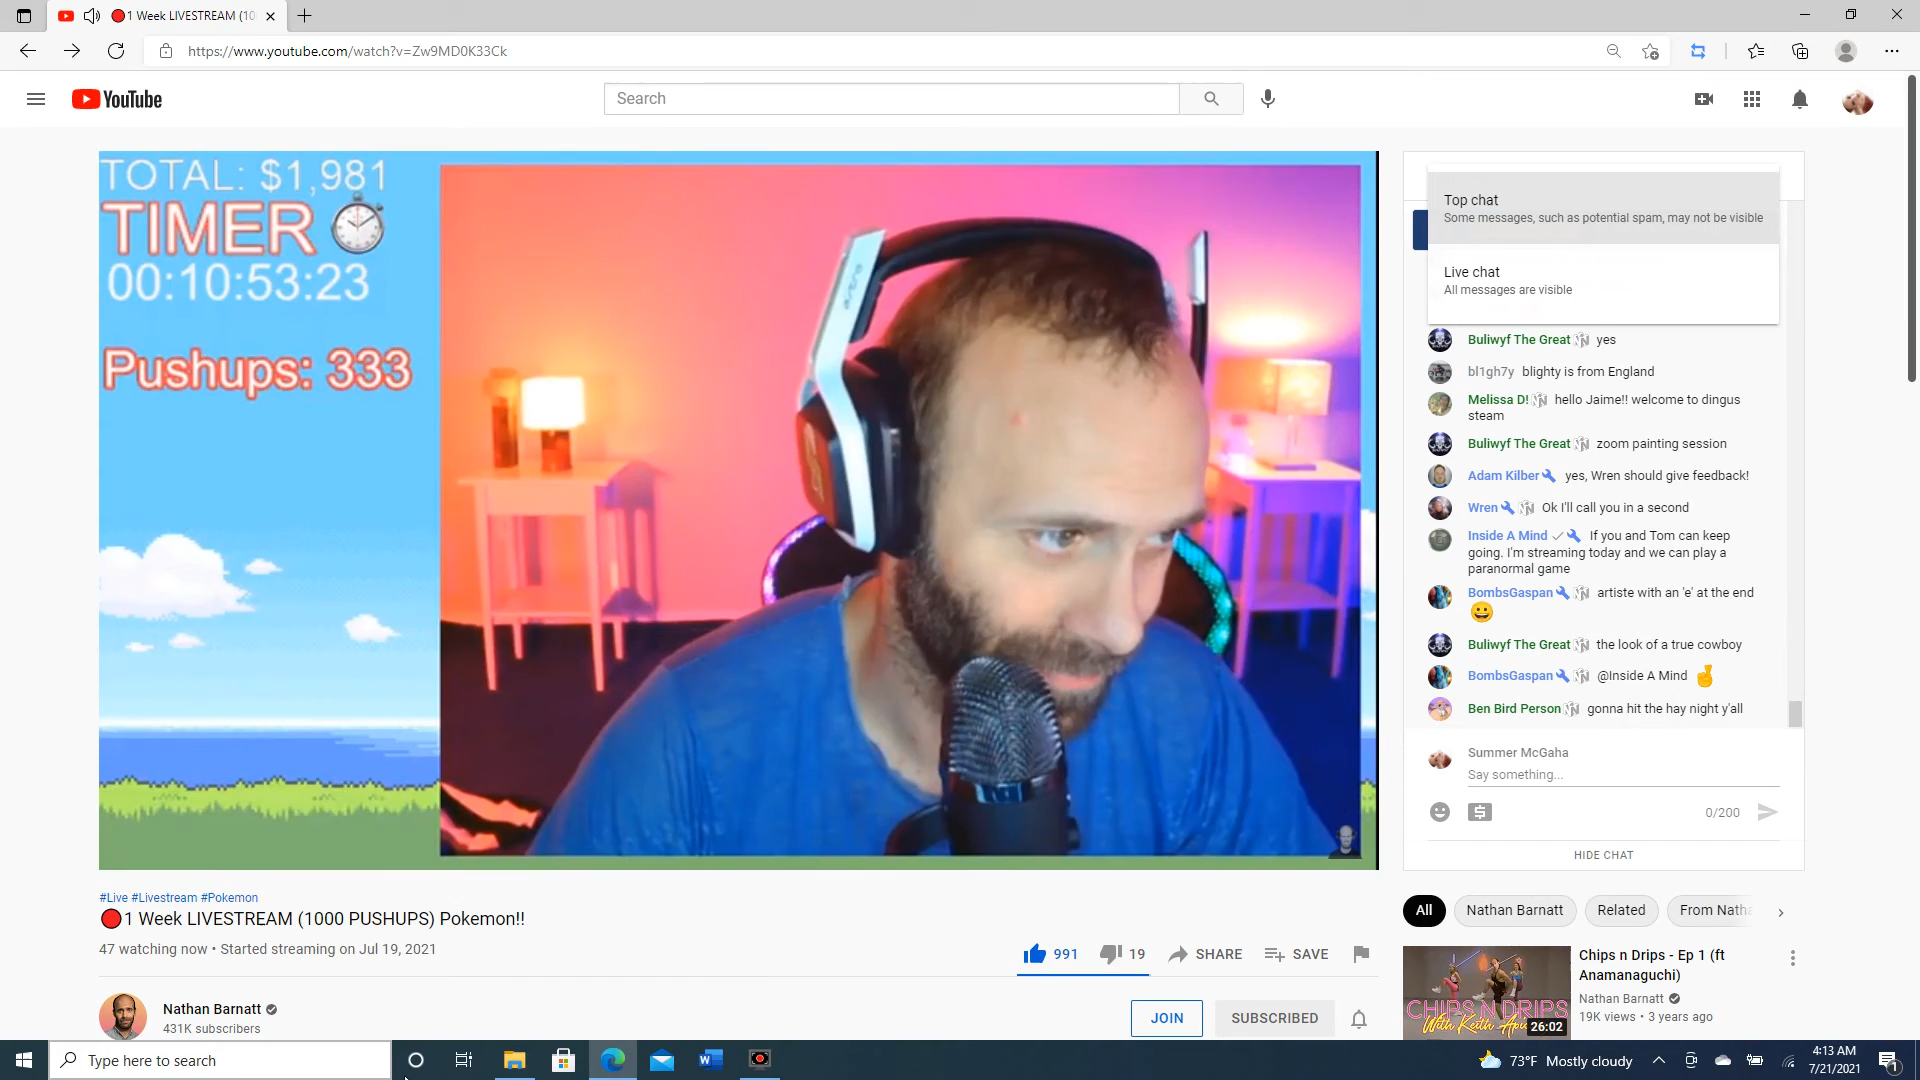 1 Week LIVESTREAM (10
https://www.youtube.com/watch?v=Zw9MD0K33Ck
YouTube
Search
TOTAL: $1,981
TIMER
00:10:53:23
Pushups: 333
Top chat
Some messages, such as potential spam, may not be visible
Live chat
All messages are visible
Buliwyf The Great yes
bl1gh7y blighty is from England
Melissa D! hello Jaime!! welcome to dingus
steam
Buliwyf The Great zoom painting session
Adam Kilber yes, Wren should give feedback!
Wren Ok I'll call you in a second
Inside A Mind If you and Tom can keep
going. I'm streaming today and we can play a
paranormal game
BombsGaspan artiste with an 'e' at the end
😀
Buliwyf The Great the look of a true cowboy
BombsGaspan @Inside A Mind 🤞
Ben Bird Person gonna hit the hay night y'all
Summer McGaha
Say something...
0/200
HIDE CHAT
#Live #Livestream #Pokemon
🔴1 Week LIVESTREAM (1000 PUSHUPS) Pokemon!!
47 watching now • Started streaming on Jul 19, 2021
991 19 SHARE SAVE
Nathan Barnatt
431K subscribers
JOIN SUBSCRIBED
All Nathan Barnatt Related From Natha
CHIPS N DRIPS
With Keith Api
26:02
Chips n Drips - Ep 1 (ft
Anamanaguchi)
Nathan Barnatt
19K views • 3 years ago
Type here to search
73°F Mostly cloudy
4:13 AM
7/21/2021
1